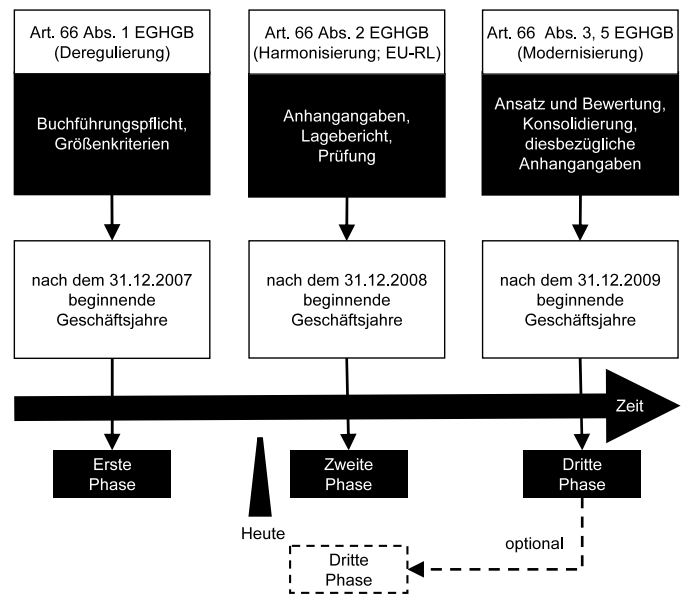 Art. 66 Abs. 1 EGHGB
(Deregulierung)
Buchführungspflicht,
Größenkriterien
nach dem 31.12.2007
beginnende
Geschäftsjahre
Art. 66 Abs. 2 EGHGB
(Harmonisierung; EU-RL)
Anhangangaben,
Lagebericht,
Prüfung
nach dem 31.12.2008
beginnende
Geschäftsjahre
Art. 66 Abs. 3, 5 EGHGB
(Modernisierung)
Ansatz und Bewertung,
Konsolidierung,
diesbezügliche
Anhangangaben
nach dem 31.12.2009
beginnende
Geschäftsjahre
Zeit
Erste
Phase
Heute
Zweite
Phase
Dritte
Phase
optional
Dritte
Phase